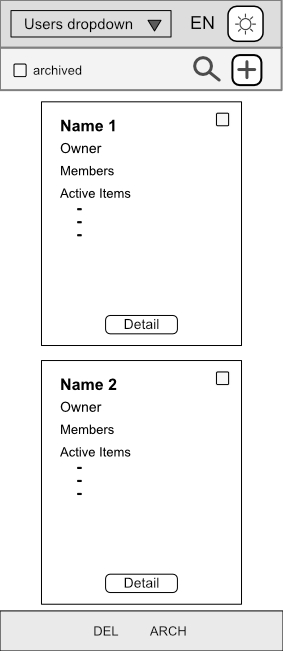 Users dropdown EN
archived
Name 1
Owner
Members
Active Items
-
-
-
Detail
Name 2
Owner
Members
Active Items
-
-
-
Detail
DEL ARCH